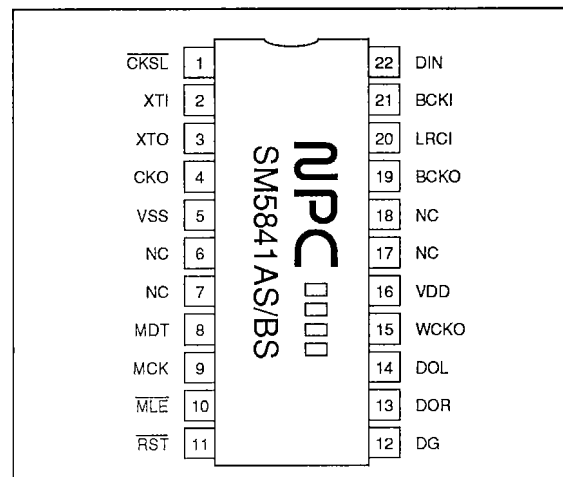 CKSL 1
XTI 2
XTO 3
CKO 4
VSS 5
NC 6
NC 7
MDT 8
MCK 9
MLE 10
RST 11
NPC
SM5841AS/BS
22 DIN
21 BCKI
20 LRCI
19 BCKO
18 NC
17 NC
16 VDD
15 WCKO
14 DOL
13 DOR
12 DG